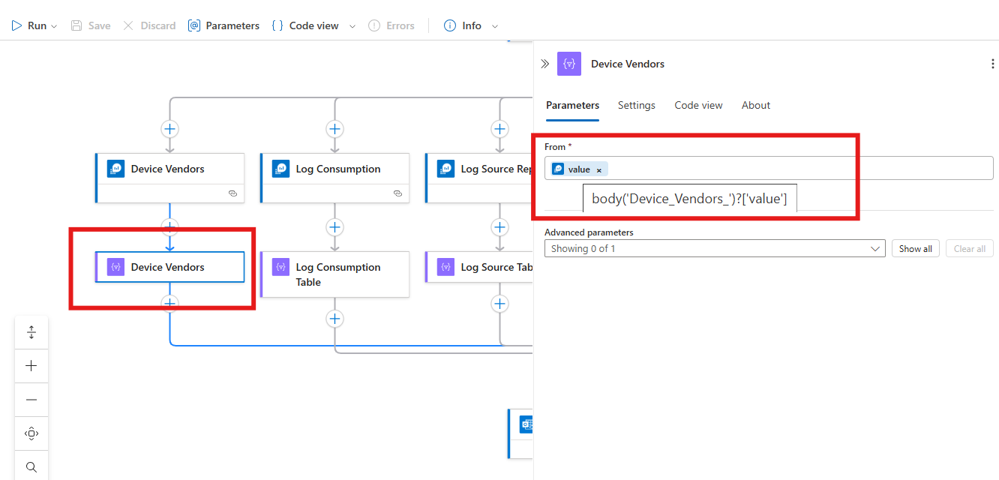 Run Save Discard Parameters Code view Errors Info
Device Vendors
Parameters Settings Code view About
From *
value ×
body('Device_Vendors_')?['value']
Advanced parameters
Showing 0 of 1 Show all Clear all
Device Vendors
Log Consumption
Log Source Rep
Device Vendors
Log Consumption
Table
Log Source Tab